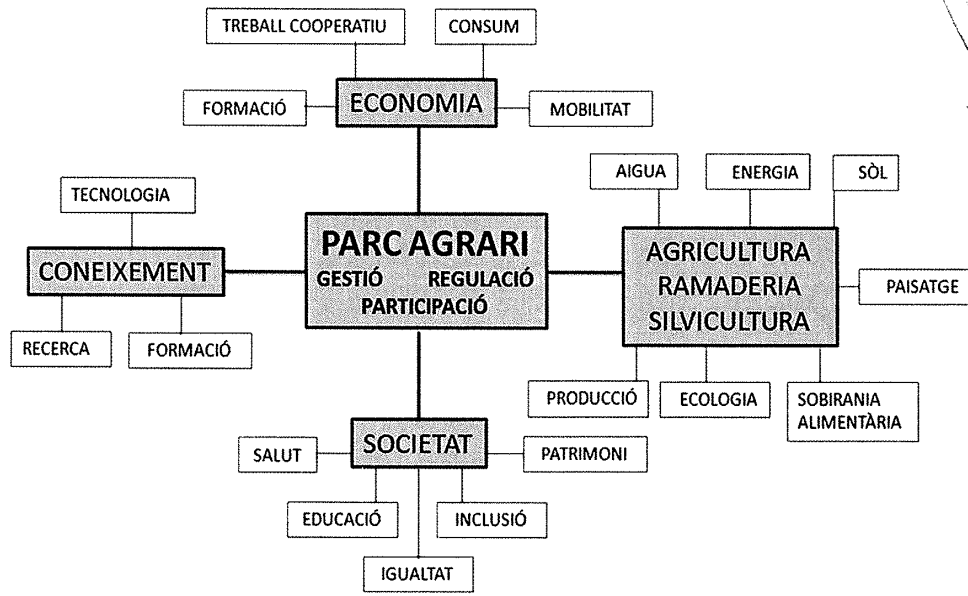 TREBALL COOPERATIU
CONSUM
FORMACIÓ
ECONOMIA
MOBILITAT
AIGUA
ENERGIA
SÒL
TECNOLOGIA
CONEIXEMENT
RECERCA
FORMACIÓ
PARC AGRARI
GESTIÓ REGULACIÓ
PARTICIPACIÓ
AGRICULTURA
RAMADERIA
SILVICULTURA
PAISATGE
PRODUCCIÓ
ECOLOGIA
SOBIRANIA
ALIMENTÀRIA
SALUT
SOCIETAT
PATRIMONI
EDUCACIÓ
INCLUSIÓ
IGUALTAT